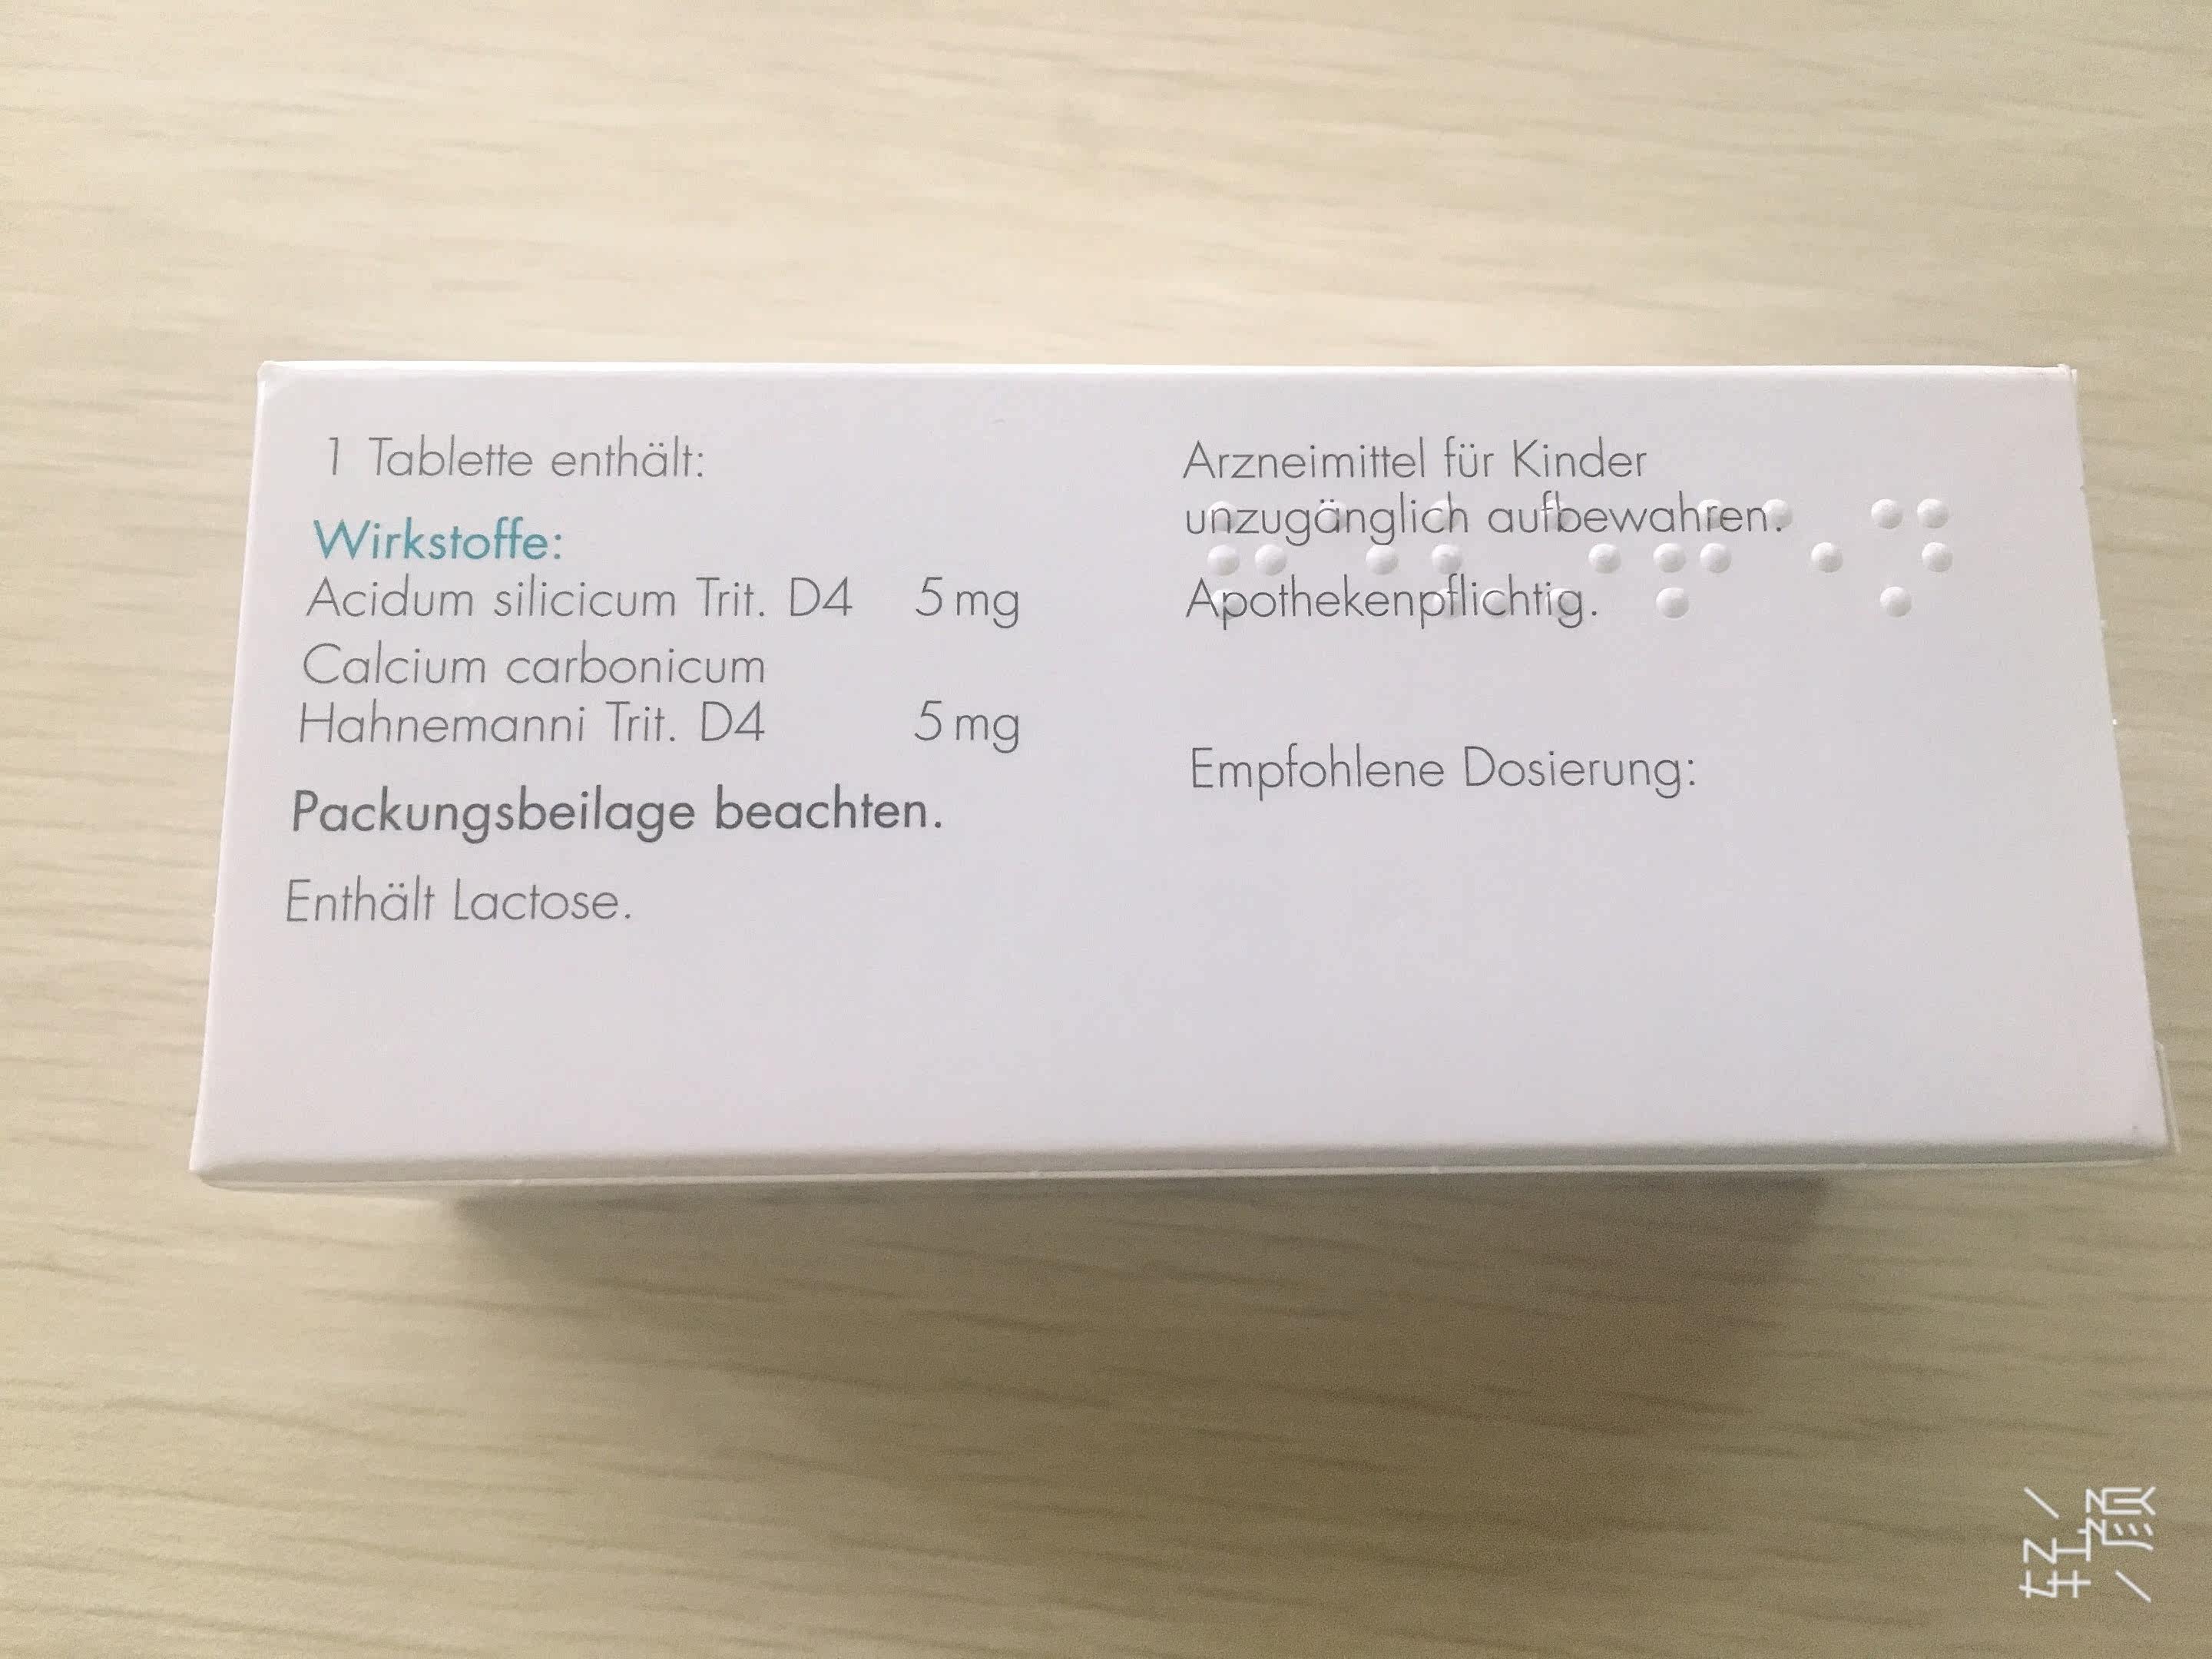 1 Tablette enthält:
Wirkstoffe:
Acidum silicicum Trit. D4 5 mg
Calcium carbonicum
Hahnemanni Trit. D4 5 mg
Packungsbeilage beachten.
Enthält Lactose.
Arzneimittel für Kinder
unzugänglich aufbewahren.
Apothekenpflichtig.
Empfohlene Dosierung: